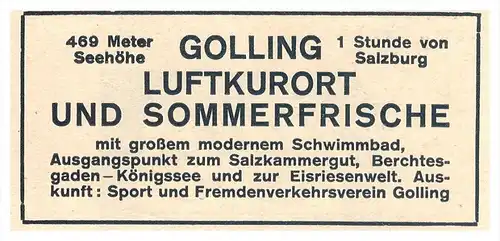 469 Meter Seehöhe
GOLLING
1 Stunde von Salzburg
LUFTKURORT
UND SOMMERFRISCHE
mit großem modernem Schwimmbad,
Ausgangspunkt zum Salzkammergut, Berchtes-
gaden–Königssee und zur Eisriesenwelt. Aus-
kunft: Sport und Fremdenverkehrsverein Golling